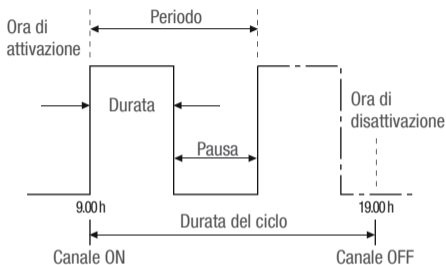 Ora di
attivazione
Periodo
Durata
Ora di
disattivazione
Pausa
9.00 h
19.00 h
Durata del ciclo
Canale ON
Canale OFF